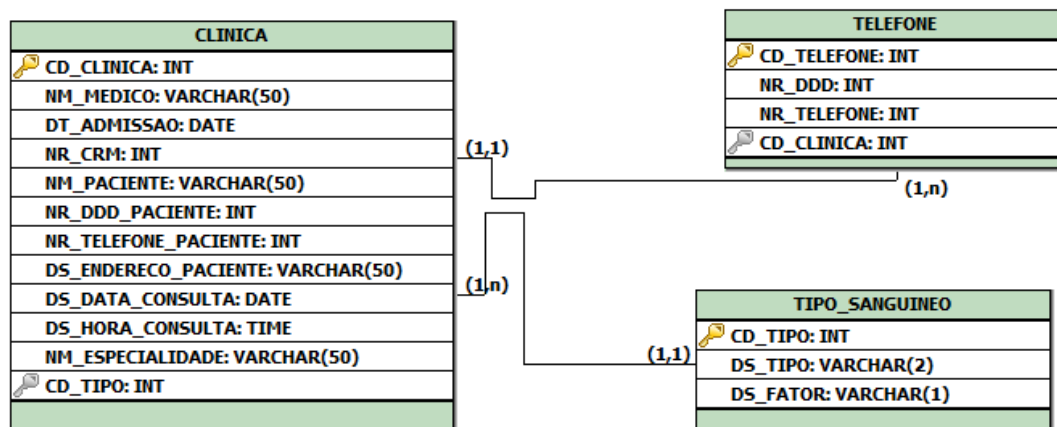 CLINICA
CD_CLINICA: INT
NM_MEDICO: VARCHAR(50)
DT_ADMISSAO: DATE
NR_CRM: INT
NM_PACIENTE: VARCHAR(50)
NR_DDD_PACIENTE: INT
NR_TELEFONE_PACIENTE: INT
DS_ENDERECO_PACIENTE: VARCHAR(50)
DS_DATA_CONSULTA: DATE
DS_HORA_CONSULTA: TIME
NM_ESPECIALIDADE: VARCHAR(50)
CD_TIPO: INT
(1,1)
(1,n)
TELEFONE
CD_TELEFONE: INT
NR_DDD: INT
NR_TELEFONE: INT
CD_CLINICA: INT
(1,n)
(1,1)
TIPO_SANGUINEO
CD_TIPO: INT
DS_TIPO: VARCHAR(2)
DS_FATOR: VARCHAR(1)